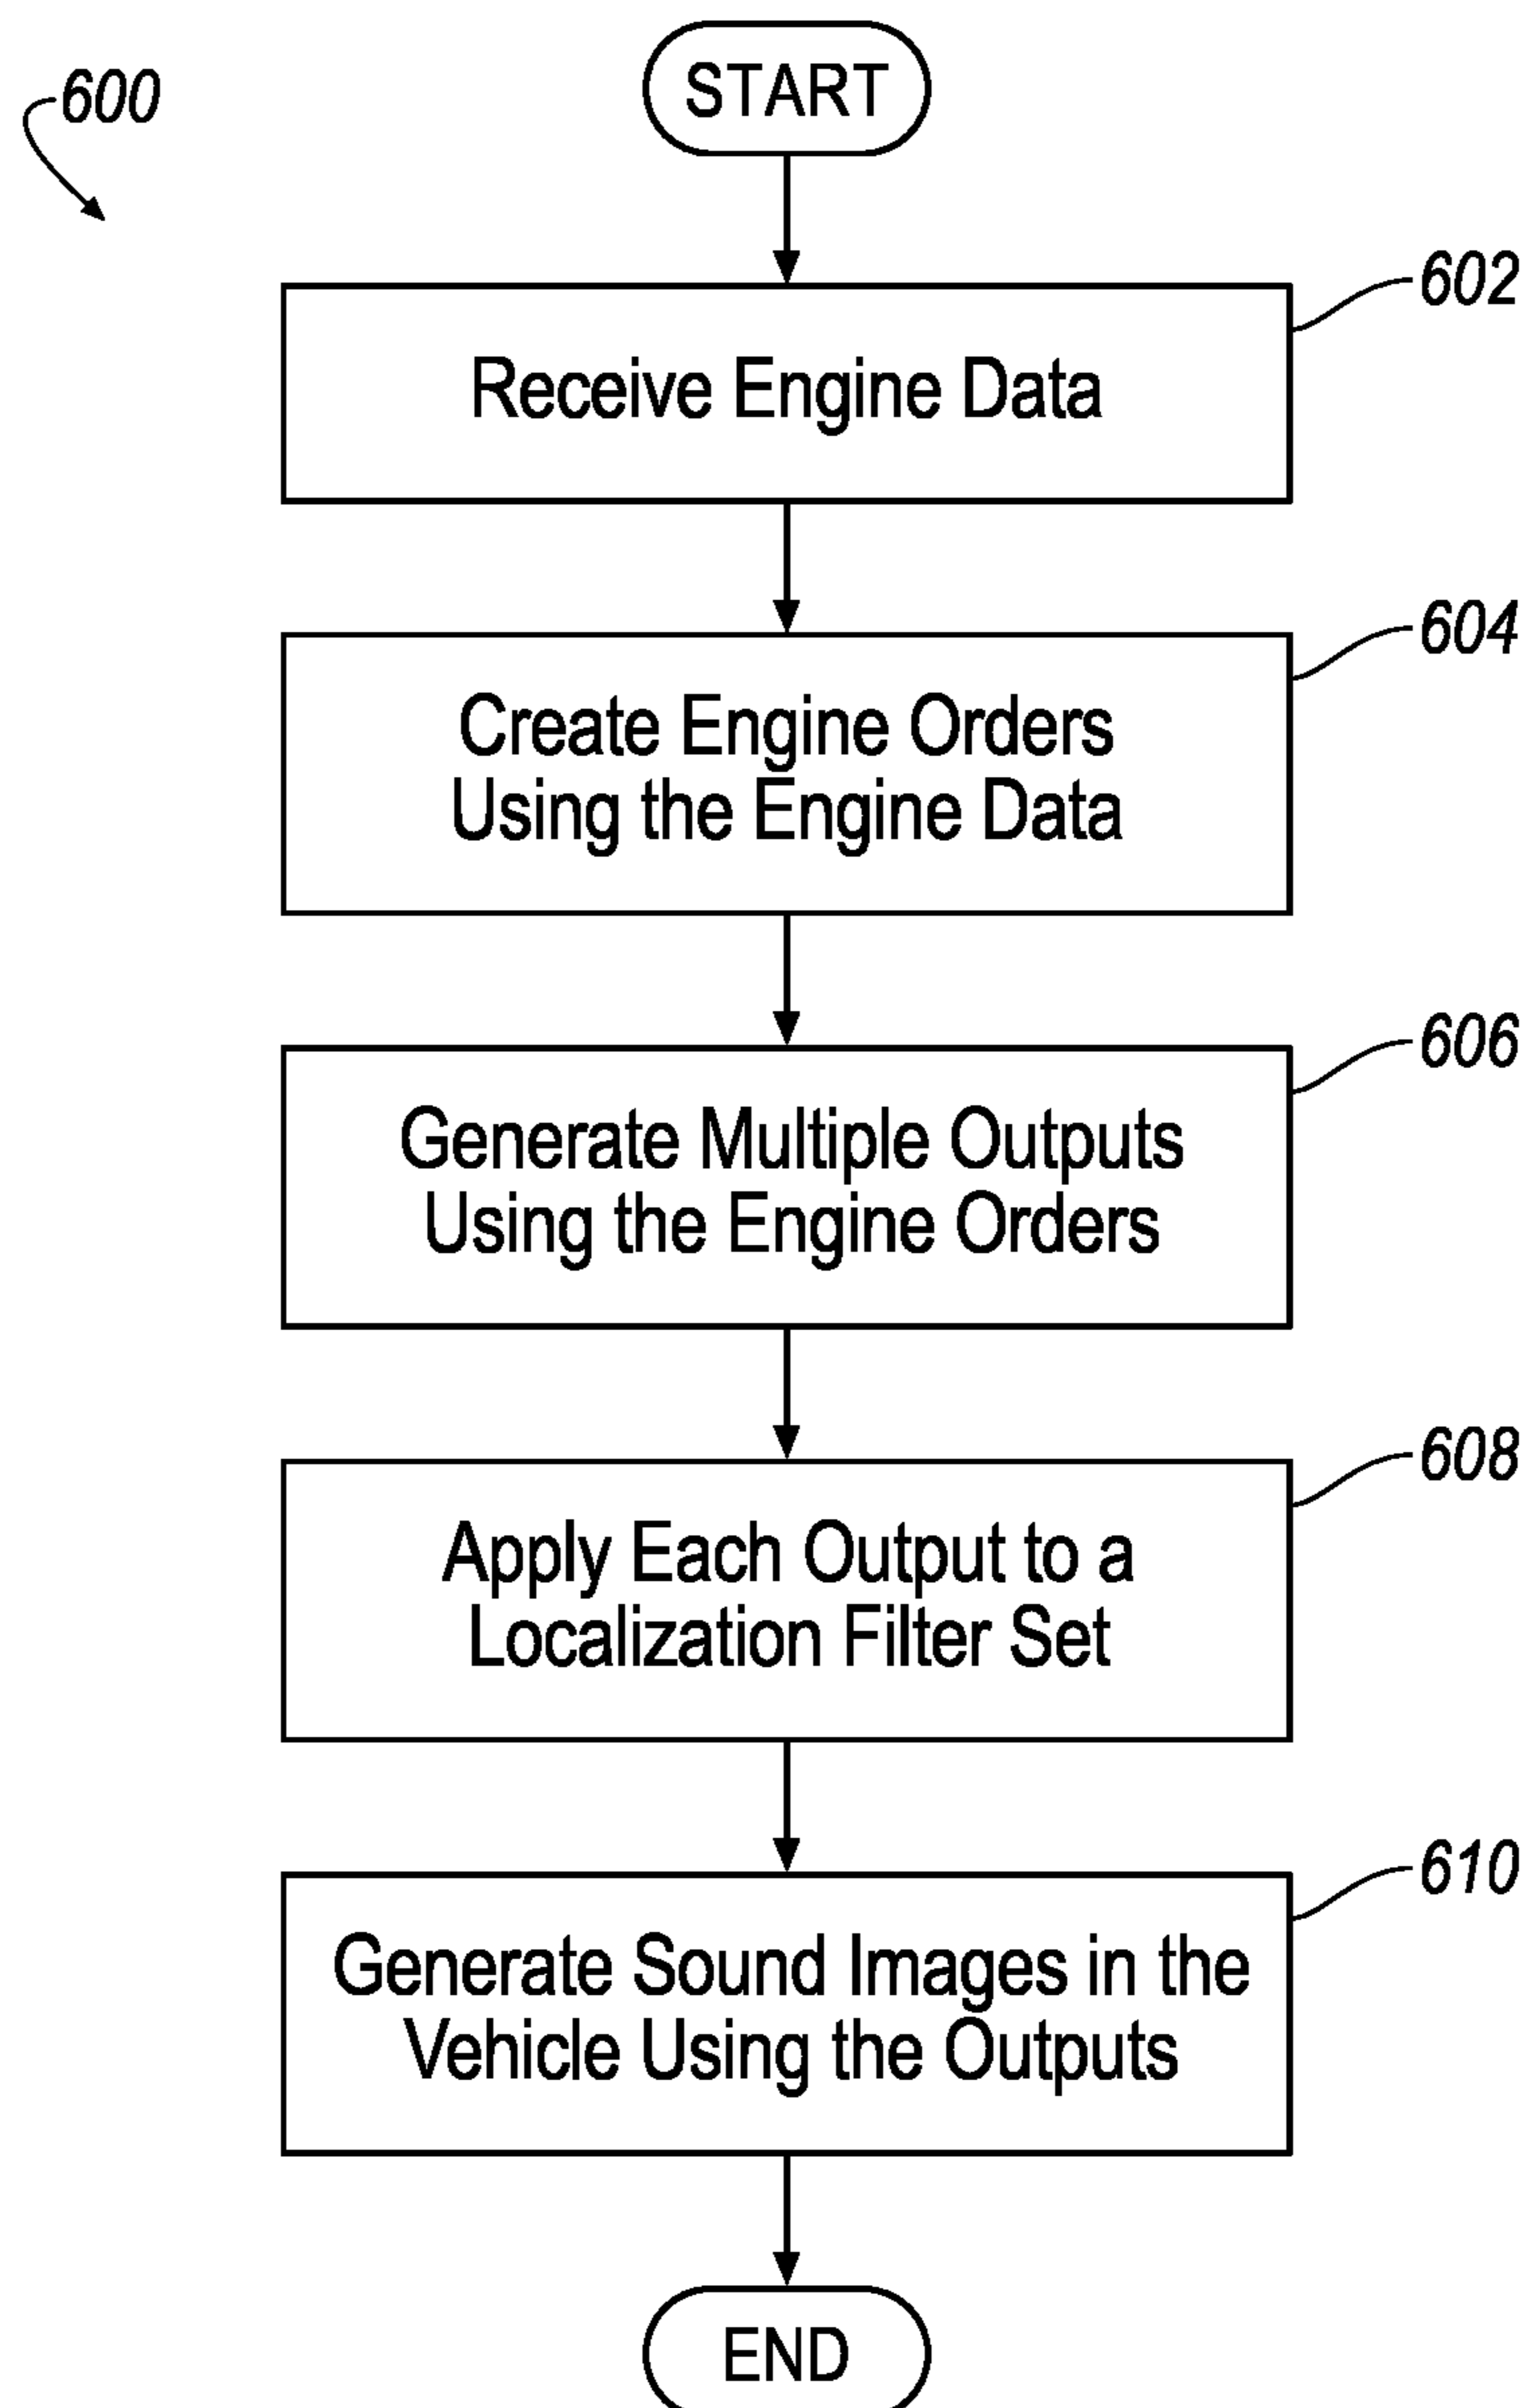 600
START
602
Receive Engine Data
604
Create Engine Orders
Using the Engine Data
606
Generate Multiple Outputs
Using the Engine Orders
608
Apply Each Output to a
Localization Filter Set
610
Generate Sound Images in the
Vehicle Using the Outputs
END